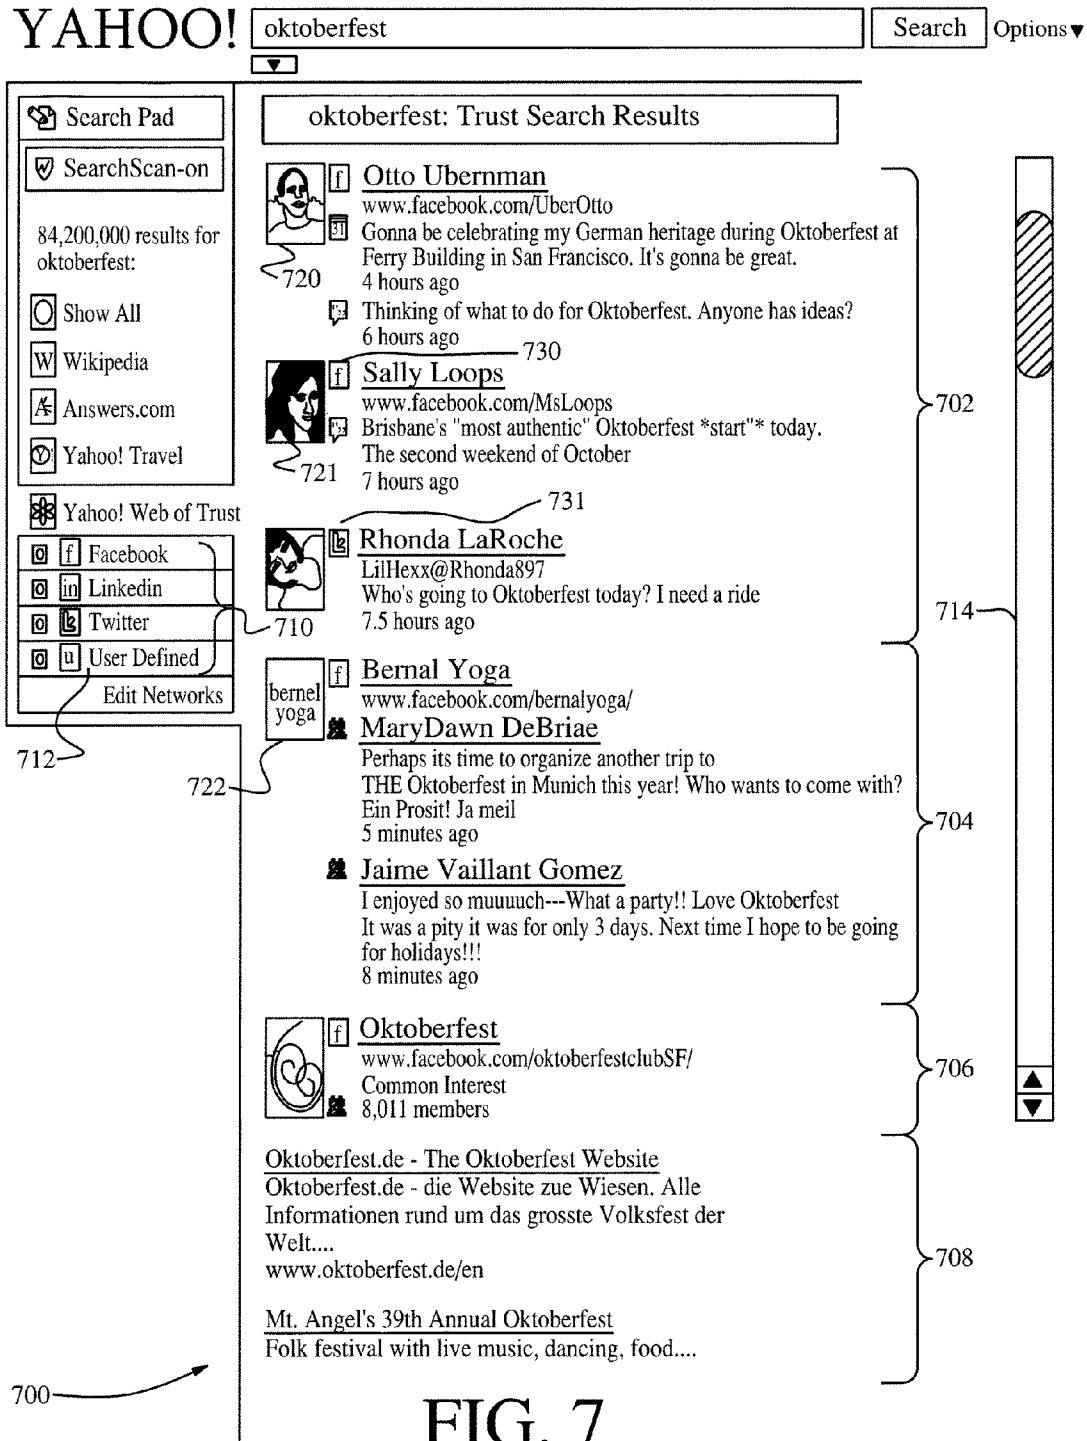 YAHOO! oktoberfest Search Options▼
▼
Search Pad
SearchScan-on
84,200,000 results for
oktoberfest:
Show All
W Wikipedia
A Answers.com
Y! Yahoo! Travel
Yahoo! Web of Trust
O f Facebook
O in Linkedin
O t Twitter
O u User Defined
Edit Networks
710
712
oktoberfest: Trust Search Results
f Otto Ubernman
www.facebook.com/UberOtto
31 Gonna be celebrating my German heritage during Oktoberfest at
Ferry Building in San Francisco. It's gonna be great.
4 hours ago
720
Thinking of what to do for Oktoberfest. Anyone has ideas?
6 hours ago
730
f Sally Loops
www.facebook.com/MsLoops
Brisbane's "most authentic" Oktoberfest *start"* today.
The second weekend of October
7 hours ago
721
731
t Rhonda LaRoche
LilHexx@Rhonda897
Who's going to Oktoberfest today? I need a ride
7.5 hours ago
702
714
bernel
yoga
722
f Bernal Yoga
www.facebook.com/bernalyoga/
MaryDawn DeBriae
Perhaps its time to organize another trip to
THE Oktoberfest in Munich this year! Who wants to come with?
Ein Prosit! Ja meil
5 minutes ago
Jaime Vaillant Gomez
I enjoyed so muuuuch---What a party!! Love Oktoberfest
It was a pity it was for only 3 days. Next time I hope to be going
for holidays!!!
8 minutes ago
704
f Oktoberfest
www.facebook.com/oktoberfestclubSF/
Common Interest
8,011 members
706
Oktoberfest.de - The Oktoberfest Website
Oktoberfest.de - die Website zue Wiesen. Alle
Informationen rund um das grosste Volksfest der
Welt....
www.oktoberfest.de/en
Mt. Angel's 39th Annual Oktoberfest
Folk festival with live music, dancing, food....
708
700
FIG. 7